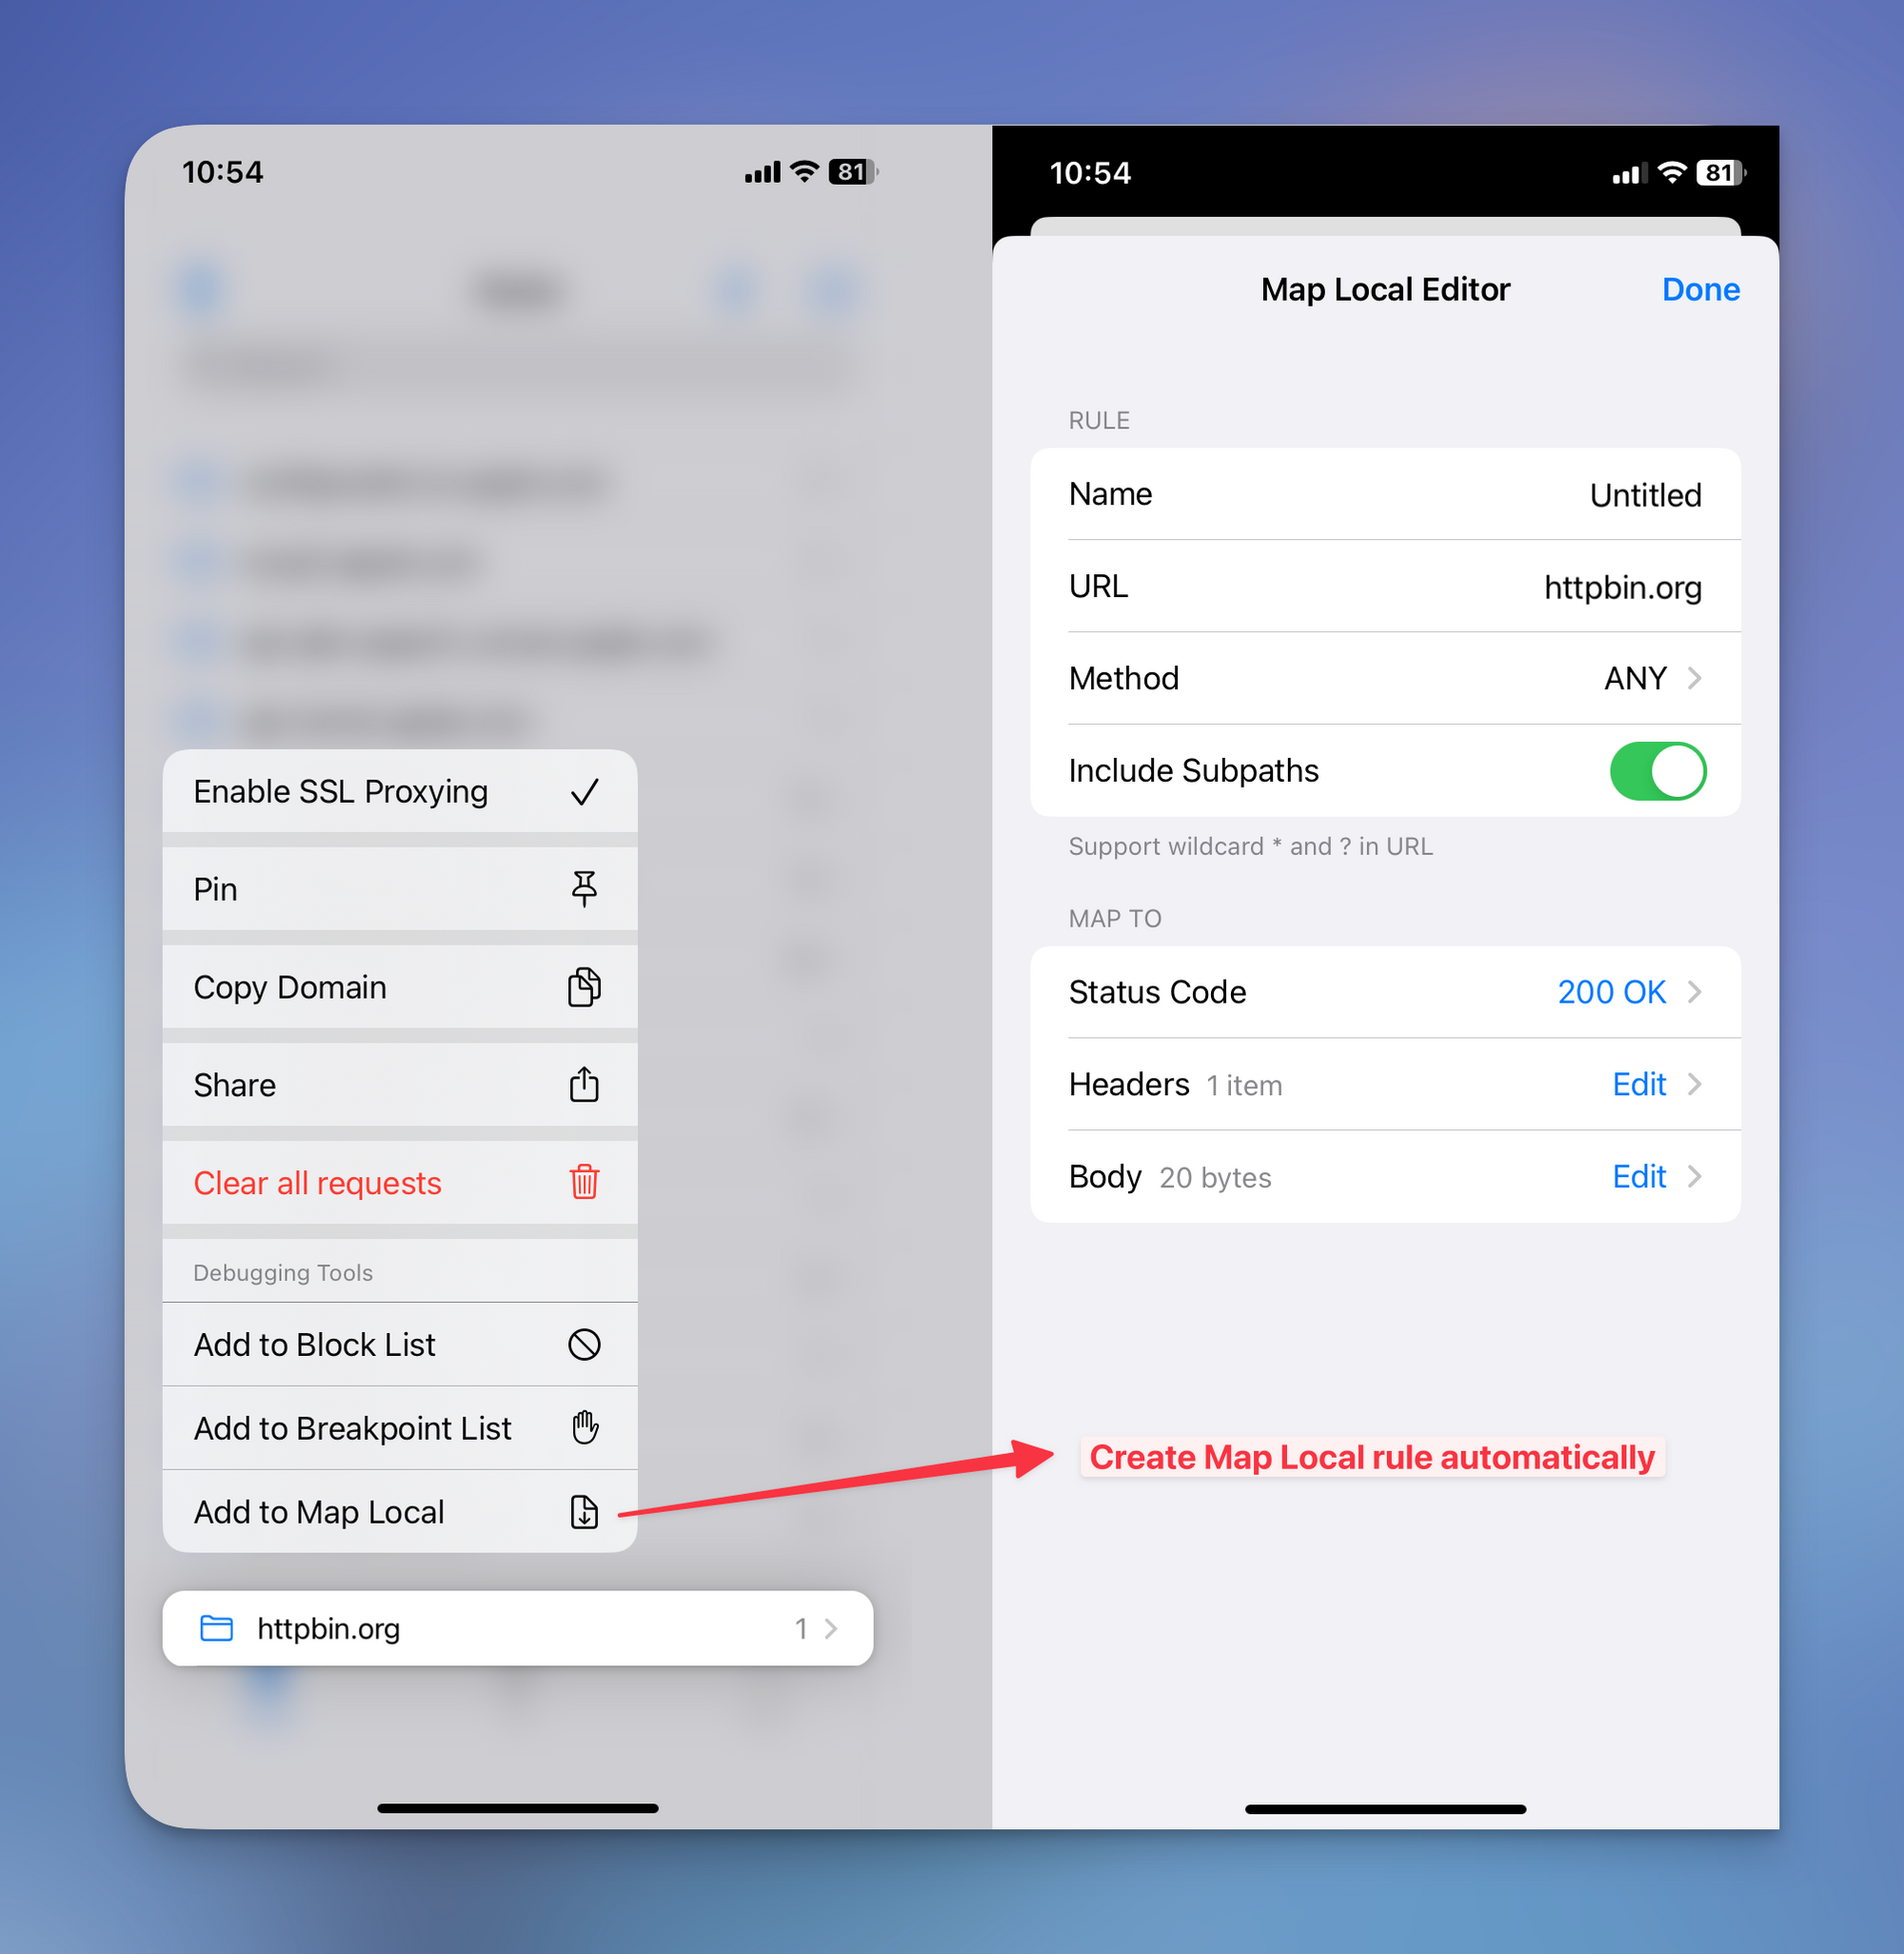 10:54
81
Enable SSL Proxying
Pin
Copy Domain
Share
Clear all requests
Debugging Tools
Add to Block List
Add to Breakpoint List
Add to Map Local
httpbin.org 1
10:54
81
Map Local Editor
Done
RULE
Name Untitled
URL httpbin.org
Method ANY
Include Subpaths
Support wildcard * and ? in URL
MAP TO
Status Code 200 OK
Headers 1 item Edit
Body 20 bytes Edit
Create Map Local rule automatically